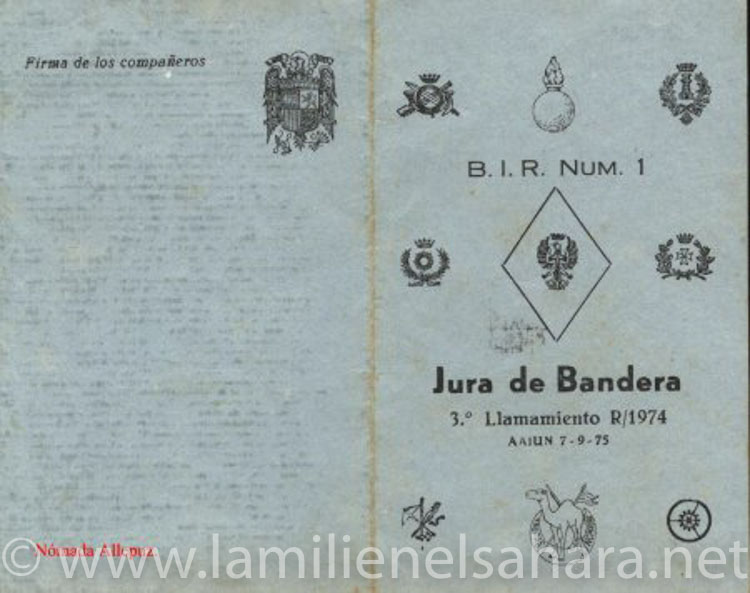 Firma de los compañeros
B. I. R. NUM. 1
Jura de Bandera
3.º Llamamiento R/1974
AAIUN 7-9-75
Nómada Allepuz.
© www.lamilienelsahara.net